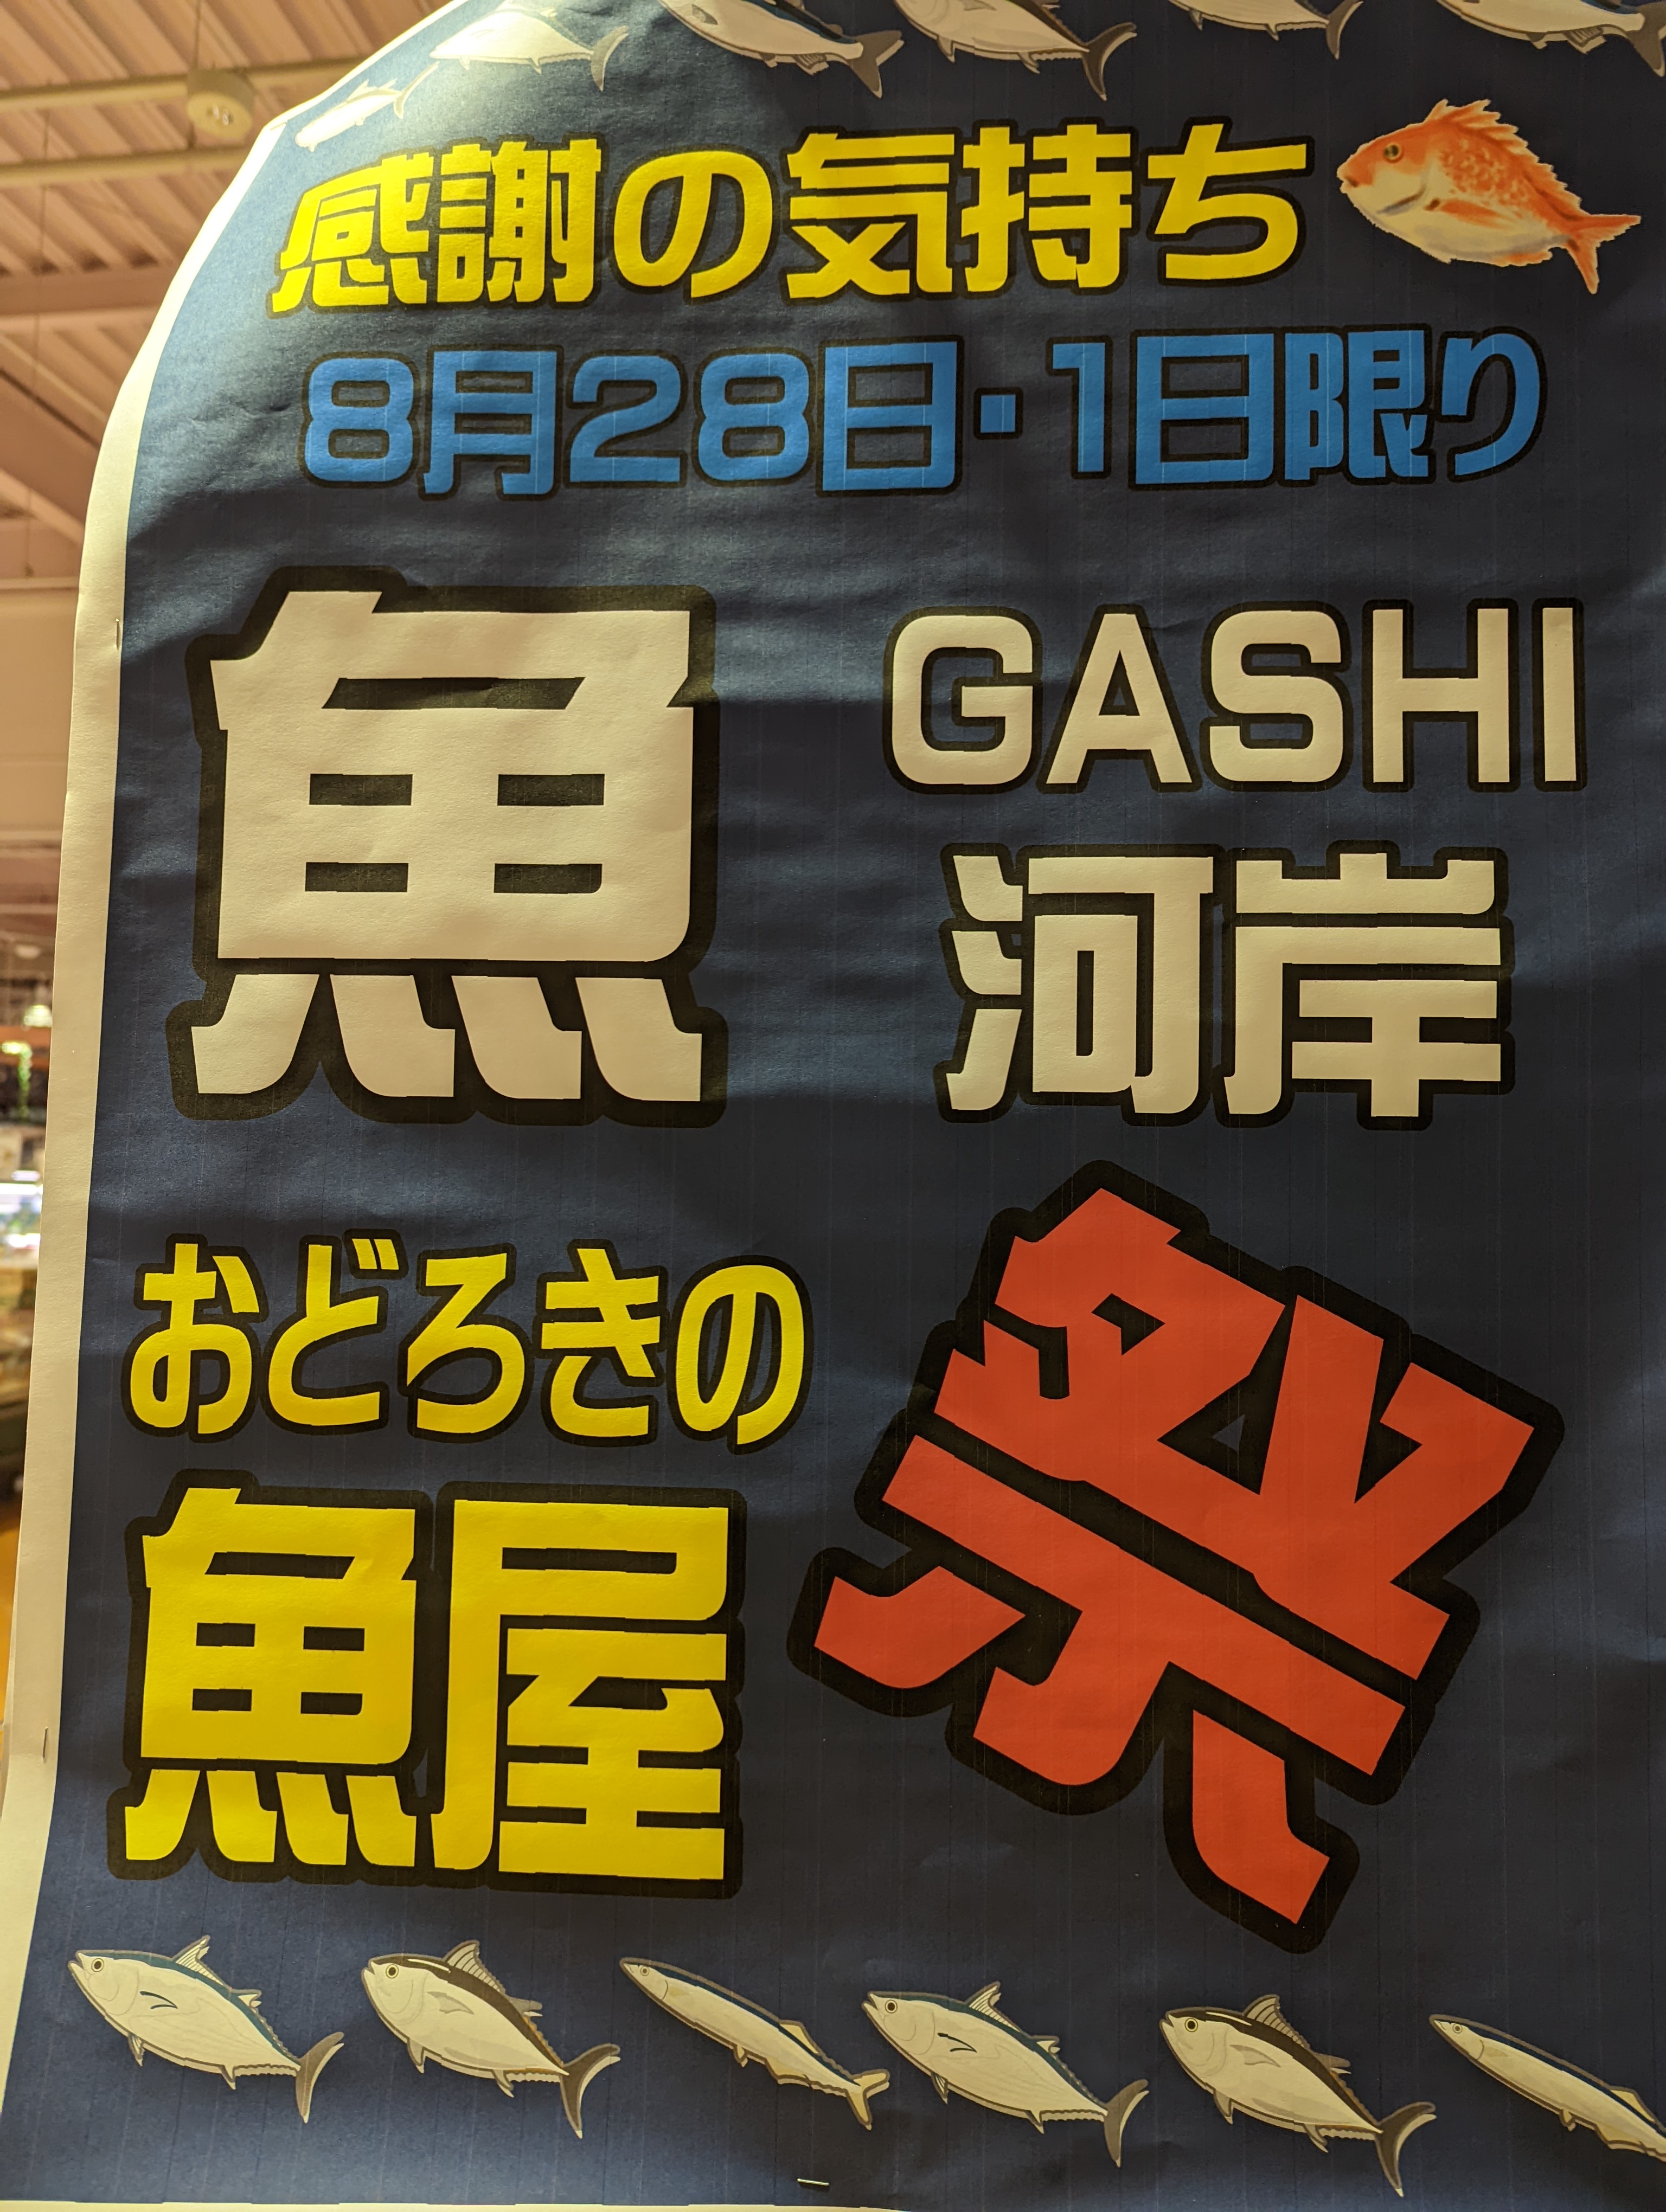 感謝の気持ち
8月28日・1日限り
魚
GASHI
河岸
おどろきの
魚屋
祭